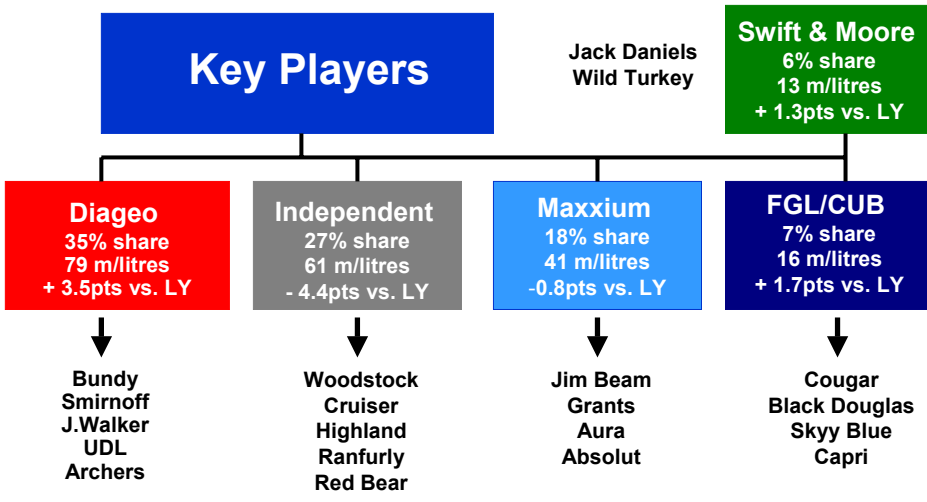 Key Players
Jack Daniels
Wild Turkey
Swift & Moore
6% share
13 m/litres
+ 1.3pts vs. LY
Diageo
35% share
79 m/litres
+ 3.5pts vs. LY
Independent
27% share
61 m/litres
- 4.4pts vs. LY
Maxxium
18% share
41 m/litres
-0.8pts vs. LY
FGL/CUB
7% share
16 m/litres
+ 1.7pts vs. LY
Bundy
Smirnoff
J.Walker
UDL
Archers
Woodstock
Cruiser
Highland
Ranfurly
Red Bear
Jim Beam
Grants
Aura
Absolut
Cougar
Black Douglas
Skyy Blue
Capri